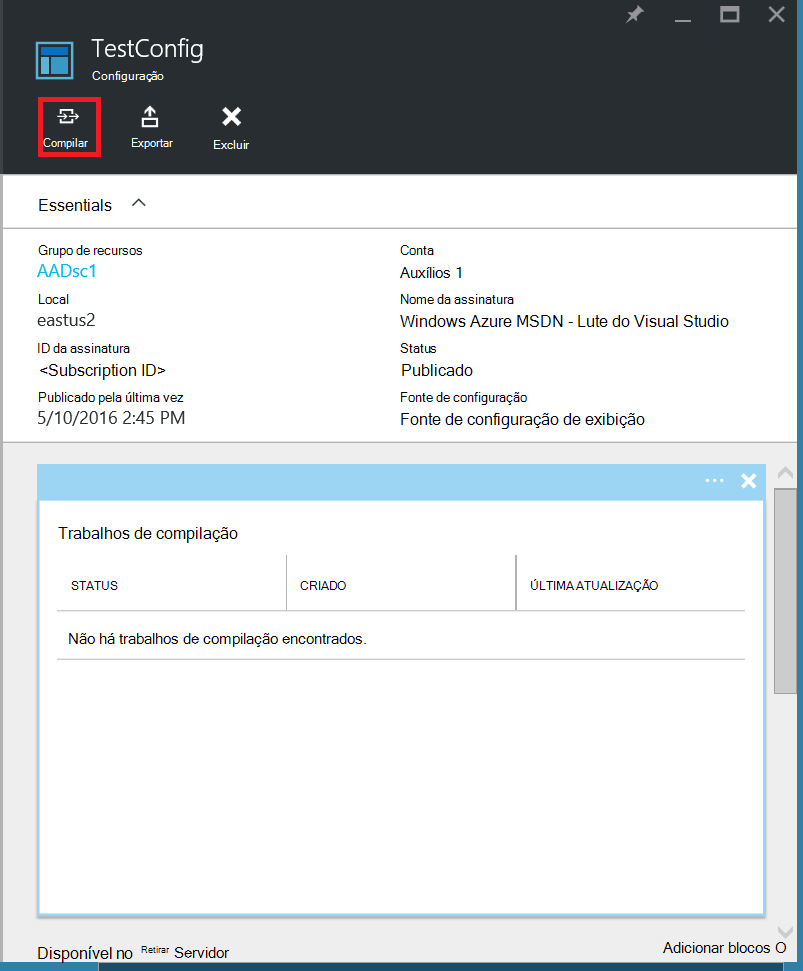 TestConfig
Configuração
Compilar
Exportar
Excluir
Essentials
Grupo de recursos
AADsc1
Conta
Auxílios 1
Local
eastus2
Nome da assinatura
Windows Azure MSDN - Lute do Visual Studio
ID da assinatura
<Subscription ID>
Status
Publicado
Publicado pela última vez
5/10/2016 2:45 PM
Fonte de configuração
Fonte de configuração de exibição
Trabalhos de compilação
STATUS CRIADO ÚLTIMA ATUALIZAÇÃO
Não há trabalhos de compilação encontrados.
Disponível no Retirar Servidor
Adicionar blocos O